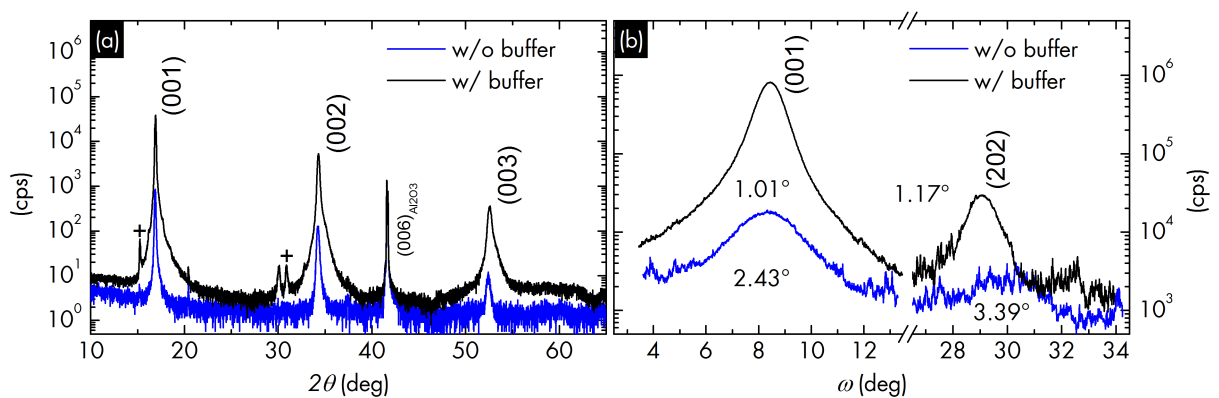 (a)
w/o buffer
w/ buffer
(001)
(002)
(006)Al2O3
(003)
+
+
10⁶
10⁵
10⁴
10³
10²
10¹
10⁰
(cps)
10 20 30 40 50 60
2θ (deg)
(b)
w/o buffer
w/ buffer
(001)
(202)
1.01°
1.17°
2.43°
3.39°
10⁶
10⁵
10⁴
10³
(cps)
4 6 8 10 12 28 30 32 34
ω (deg)